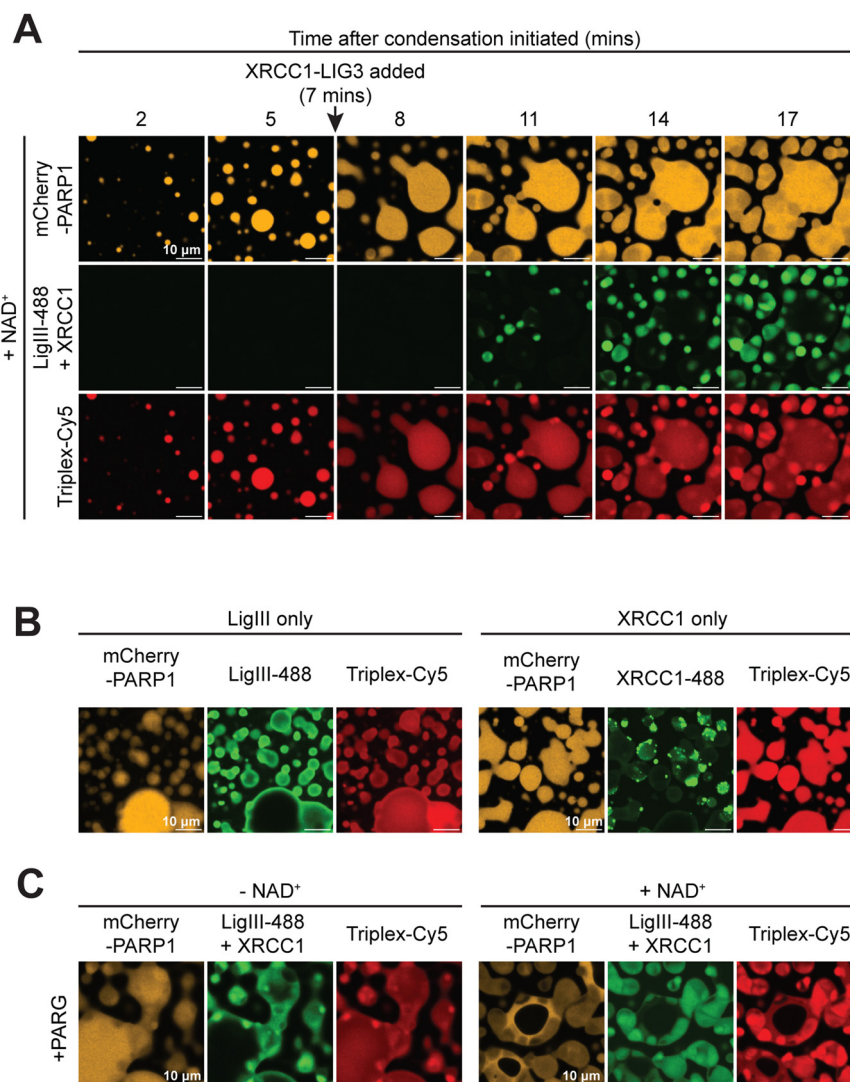 A
Time after condensation initiated (mins)
XRCC1-LIG3 added
(7 mins)
2 5 8 11 14 17
+ NAD⁺
mCherry
-PARP1
10 µm
LigIII-488
+ XRCC1
Triplex-Cy5
B
LigIII only
XRCC1 only
mCherry
-PARP1
LigIII-488
Triplex-Cy5
mCherry
-PARP1
XRCC1-488
Triplex-Cy5
10 µm
10 µm
C
- NAD⁺
+ NAD⁺
mCherry
-PARP1
LigIII-488
+ XRCC1
Triplex-Cy5
mCherry
-PARP1
LigIII-488
+ XRCC1
Triplex-Cy5
+PARG
10 µm
10 µm